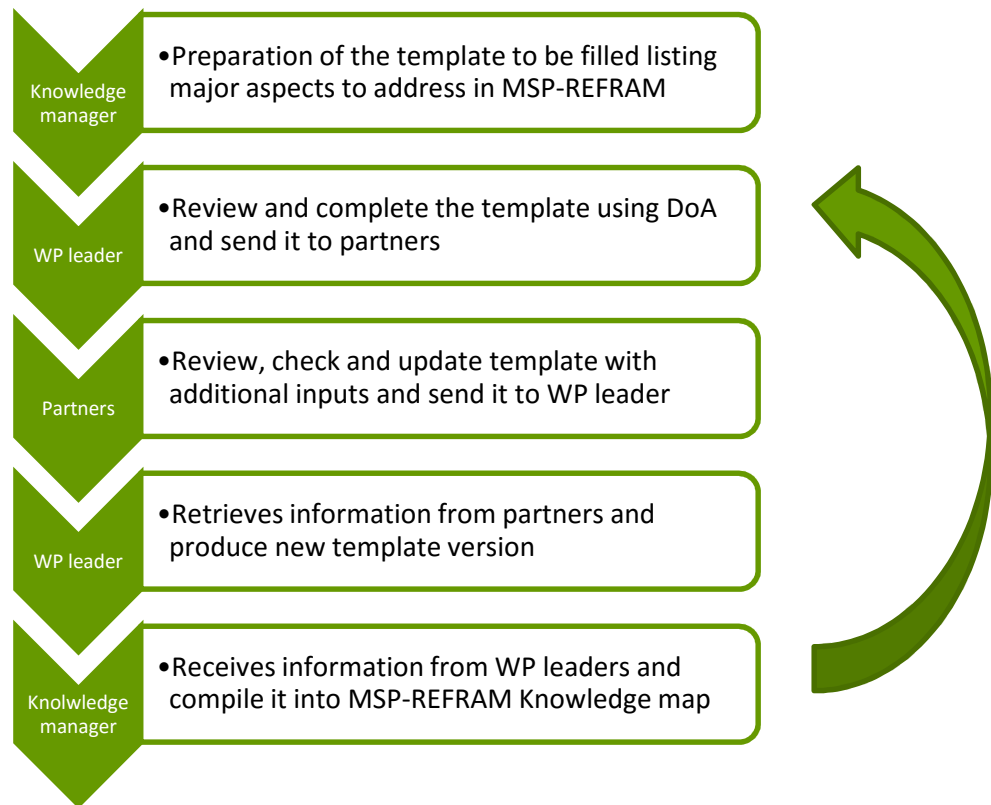 Knowledge
manager
•Preparation of the template to be filled listing
major aspects to address in MSP-REFRAM
WP leader
•Review and complete the template using DoA
and send it to partners
Partners
•Review, check and update template with
additional inputs and send it to WP leader
WP leader
•Retrieves information from partners and
produce new template version
Knolwledge
manager
•Receives information from WP leaders and
compile it into MSP-REFRAM Knowledge map